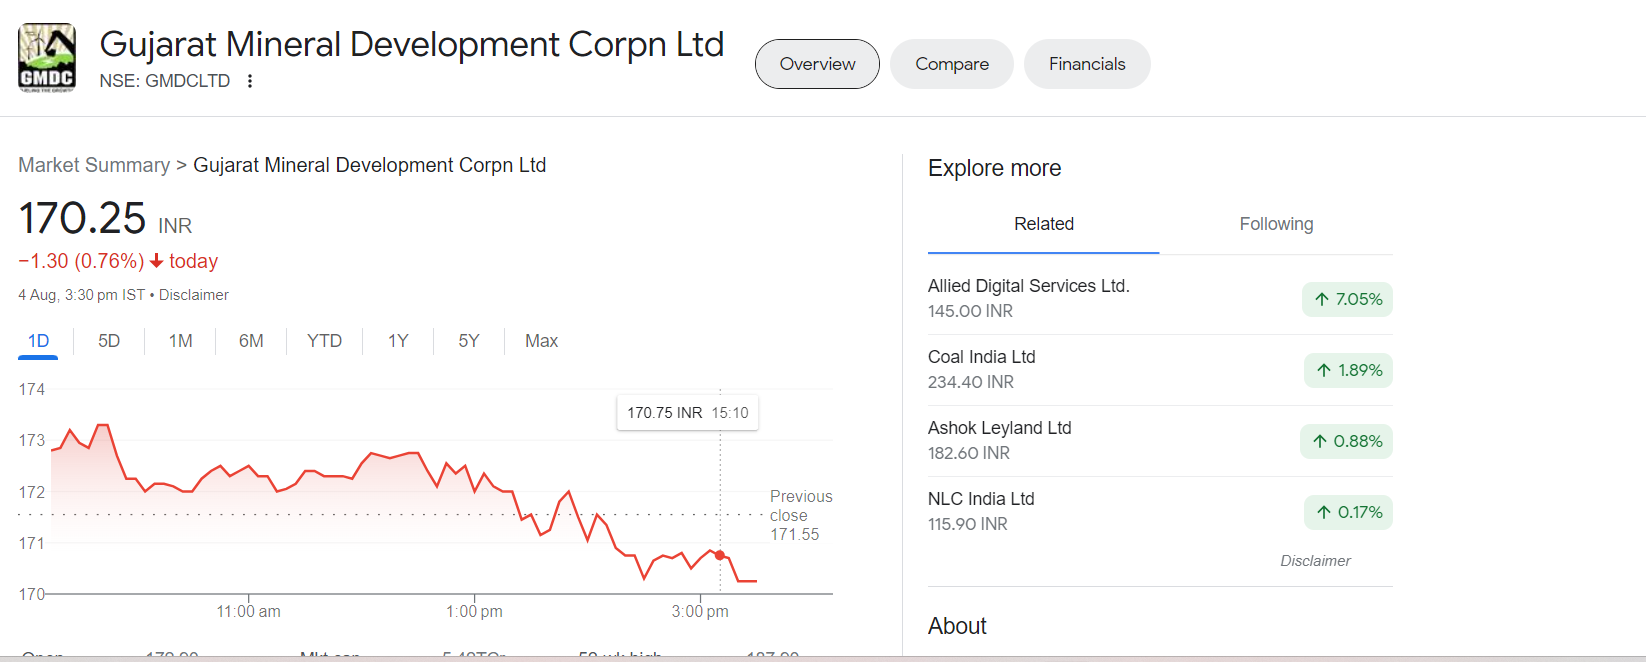 GMDC
Gujarat Mineral Development Corpn Ltd
NSE: GMDCLTD
Overview
Compare
Financials
Market Summary > Gujarat Mineral Development Corpn Ltd
170.25 INR
−1.30 (0.76%) ↓ today
4 Aug, 3:30 pm IST • Disclaimer
1D 5D 1M 6M YTD 1Y 5Y Max
174
173
172
171
170
170.75 INR 15:10
Previous
close
171.55
11:00 am 1:00 pm 3:00 pm
Explore more
Related Following
Allied Digital Services Ltd.
145.00 INR
↑ 7.05%
Coal India Ltd
234.40 INR
↑ 1.89%
Ashok Leyland Ltd
182.60 INR
↑ 0.88%
NLC India Ltd
115.90 INR
↑ 0.17%
Disclaimer
About